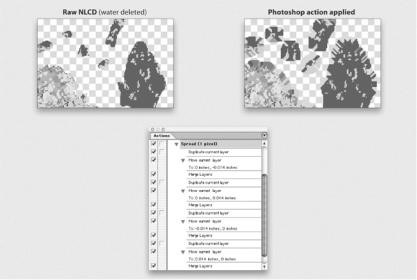 Raw NLCD (water deleted)
Photoshop action applied
Actions
Spread (1 pixel)
Duplicate current layer
Move current layer
To: 0 inches, -0.014 inches
Merge Layers
Duplicate current layer
Move current layer
To: 0 inches, 0.014 inches
Merge Layers
Duplicate current layer
Move current layer
To: -0.014 inches, 0 inches
Merge Layers
Duplicate current layer
Move current layer
To: 0.014 inches, 0 inches
Merge Layers